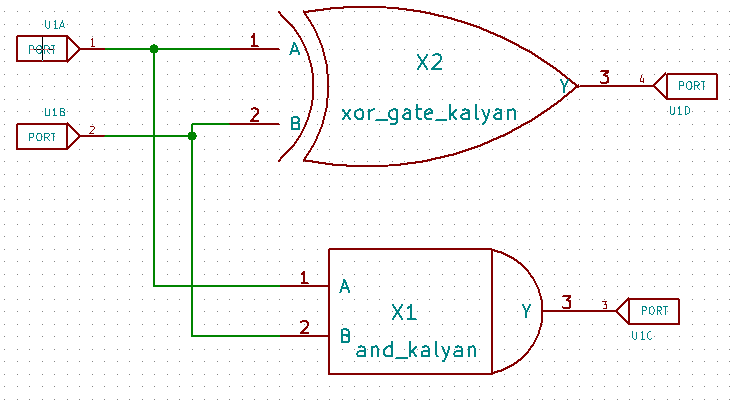 U1A
PORT
1
1
A
X2
xor_gate_kalyan
Y
3
4
PORT
U1D
U1B
PORT
2
2
B
1
A
X1
and_kalyan
Y
3
3
PORT
U1C
2
B